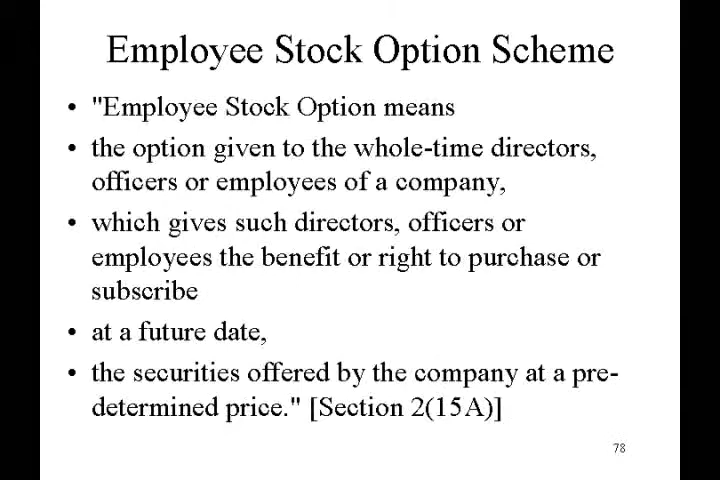 Employee Stock Option Scheme
• "Employee Stock Option means
• the option given to the whole-time directors,
officers or employees of a company,
• which gives such directors, officers or
employees the benefit or right to purchase or
subscribe
• at a future date,
• the securities offered by the company at a pre-
determined price." [Section 2(15A)]
78